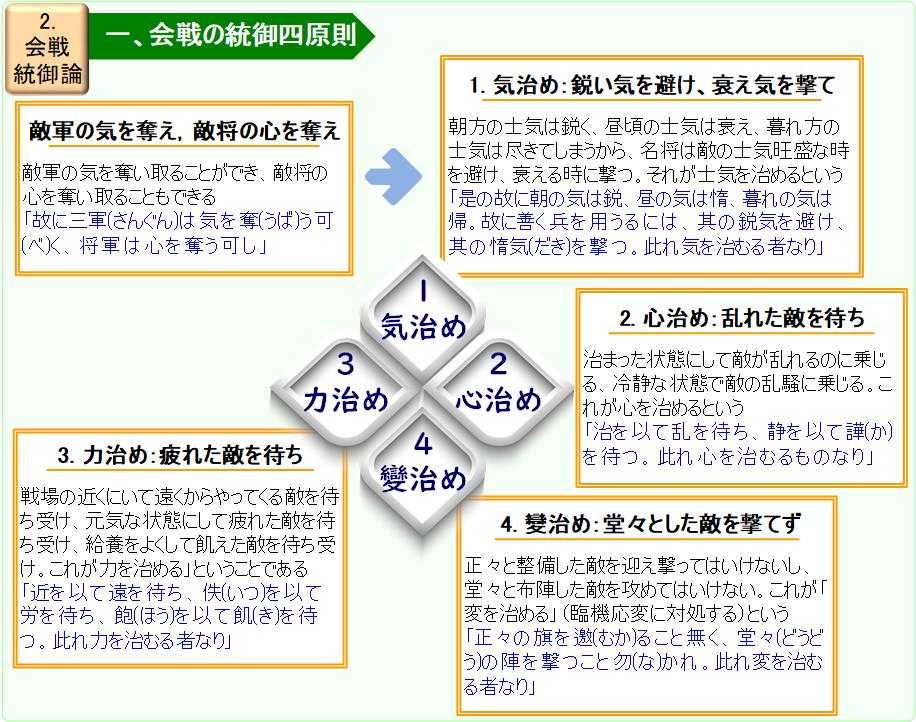 2.
会戦
統御論
一、会戦の統御四原則
敵軍の気を奪え，敵将の心を奪え
敵軍の気を奪い取ることができ、敵将の
心を奪い取ることもできる
「故に三軍(さんぐん)は気を奪(うば)う可
(べ)く、将軍は心を奪う可し」
1. 気治め：鋭い気を避け、衰え気を撃て
朝方の士気は鋭く、昼頃の士気は衰え、暮れ方の
士気は尽きてしまうから、名将は敵の士気旺盛な時
を避け、衰える時に撃つ。それが士気を治めるという
「是の故に朝の気は鋭、昼の気は惰、暮れの気は
帰。故に善く兵を用うるには、其の鋭気を避け、
其の惰気(だき)を撃つ。此れ気を治むる者なり」
1
気治め
2
心治め
3
力治め
4
變治め
2. 心治め：乱れた敵を待ち
治まった状態にして敵が乱れるのに乗じ
る、冷静な状態で敵の乱騒に乗じる。こ
れが心を治めるという
「治を以て乱を待ち、静を以て譁(か)
を待つ。此れ心を治むるものなり」
3. 力治め：疲れた敵を待ち
戦場の近くにいて遠くからやってくる敵を待
ち受け、元気な状態にして疲れた敵を待
ち受け、給養をよくして飢えた敵を待ち受
け。これが力を治める」ということである
「近を以て遠を待ち、佚(いつ)を以て
労を待ち、飽(ほう)を以て飢(き)を待
つ。此れ力を治むる者なり」
4. 變治め：堂々とした敵を撃てず
正々と整備した敵を迎え撃ってはいけないし、
堂々と布陣した敵を攻めてはいけない。これが「
変を治める」（臨機応変に対処する）という
「正々の旗を邀(むか)ること無く、堂々(どうど
う)の陣を撃つこと勿(な)かれ。此れ変を治む
る者なり」